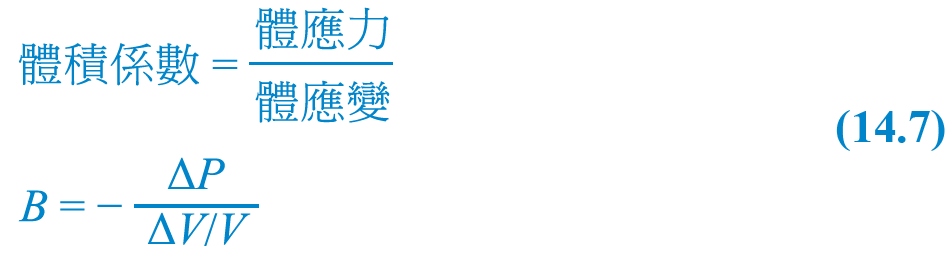 體積係數 = 體應力 / 體應變
(14.7)
B = − ΔP / ΔV/V